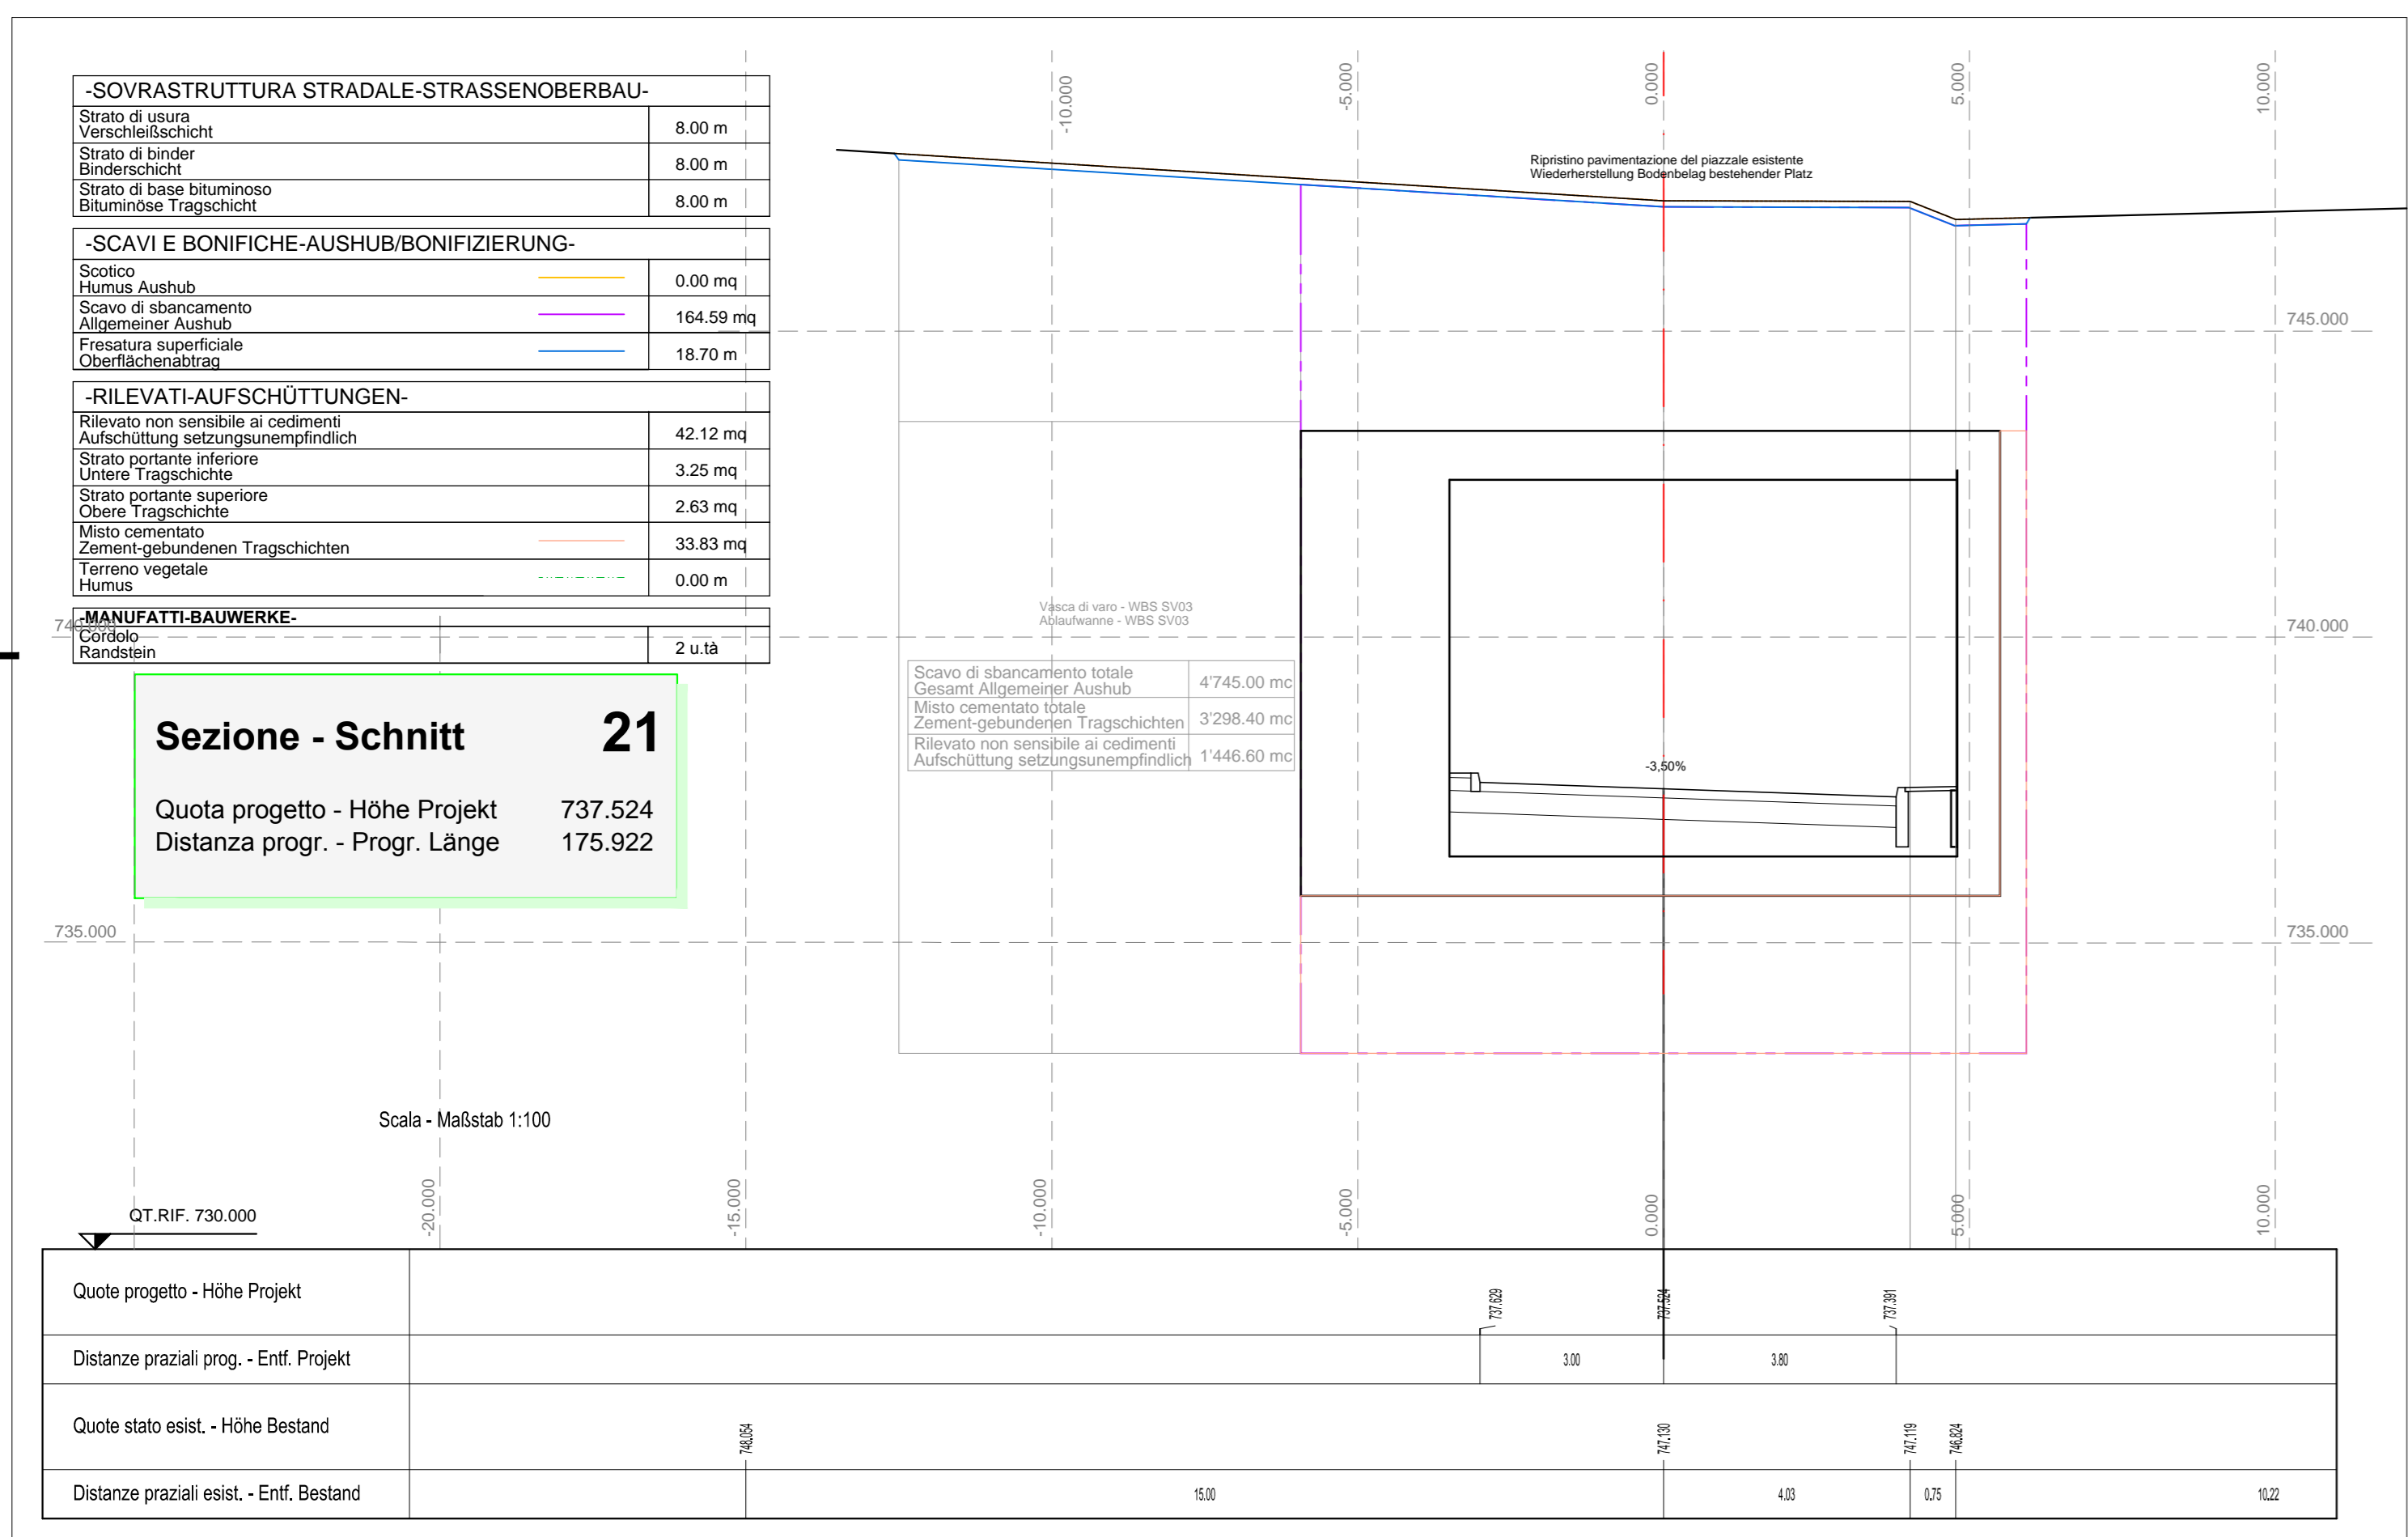 -SOVRASTRUTTURA STRADALE-STRASSENOBERBAU-
Strato di usura
Verschleißschicht
8.00 m
Strato di binder
Binderschicht
8.00 m
Strato di base bituminoso
Bituminöse Tragschicht
8.00 m
-SCAVI E BONIFICHE-AUSHUB/BONIFIZIERUNG-
Scotico
Humus Aushub
0.00 mq
Scavo di sbancamento
Allgemeiner Aushub
164.59 mq
Fresatura superficiale
Oberflächenabtrag
18.70 m
-RILEVATI-AUFSCHÜTTUNGEN-
Rilevato non sensibile ai cedimenti
Aufschüttung setzungsunempfindlich
42.12 mq
Strato portante inferiore
Untere Tragschichte
3.25 mq
Strato portante superiore
Obere Tragschichte
2.63 mq
Misto cementato
Zement-gebundenen Tragschichten
33.83 mq
Terreno vegetale
Humus
0.00 m
-MANUFATTI-BAUWERKE-
Cordolo
Randstein
2 u.tà
740.000
Sezione - Schnitt 21
Quota progetto - Höhe Projekt 737.524
Distanza progr. - Progr. Länge 175.922
735.000
Scala - Maßstab 1:100
QT.RIF. 730.000
-10.000
-5.000
0.000
5.000
10.000
Ripristino pavimentazione del piazzale esistente
Wiederherstellung Bodenbelag bestehender Platz
745.000
740.000
735.000
Vasca di varo - WBS SV03
Ablaufwanne - WBS SV03
Scavo di sbancamento totale
Gesamt Allgemeiner Aushub
4'745.00 mc
Misto cementato totale
Zement-gebundenen Tragschichten
3'298.40 mc
Rilevato non sensibile ai cedimenti
Aufschüttung setzungsunempfindlich
1'446.60 mc
-3,50%
-20.000
-15.000
-10.000
-5.000
0.000
5.000
10.000
Quote progetto - Höhe Projekt
737.629
737.524
737.391
Distanze praziali prog. - Entf. Projekt
3.00
3.80
Quote stato esist. - Höhe Bestand
748.054
747.130
747.119
746.824
Distanze praziali esist. - Entf. Bestand
15.00
4.03
0.75
10.22